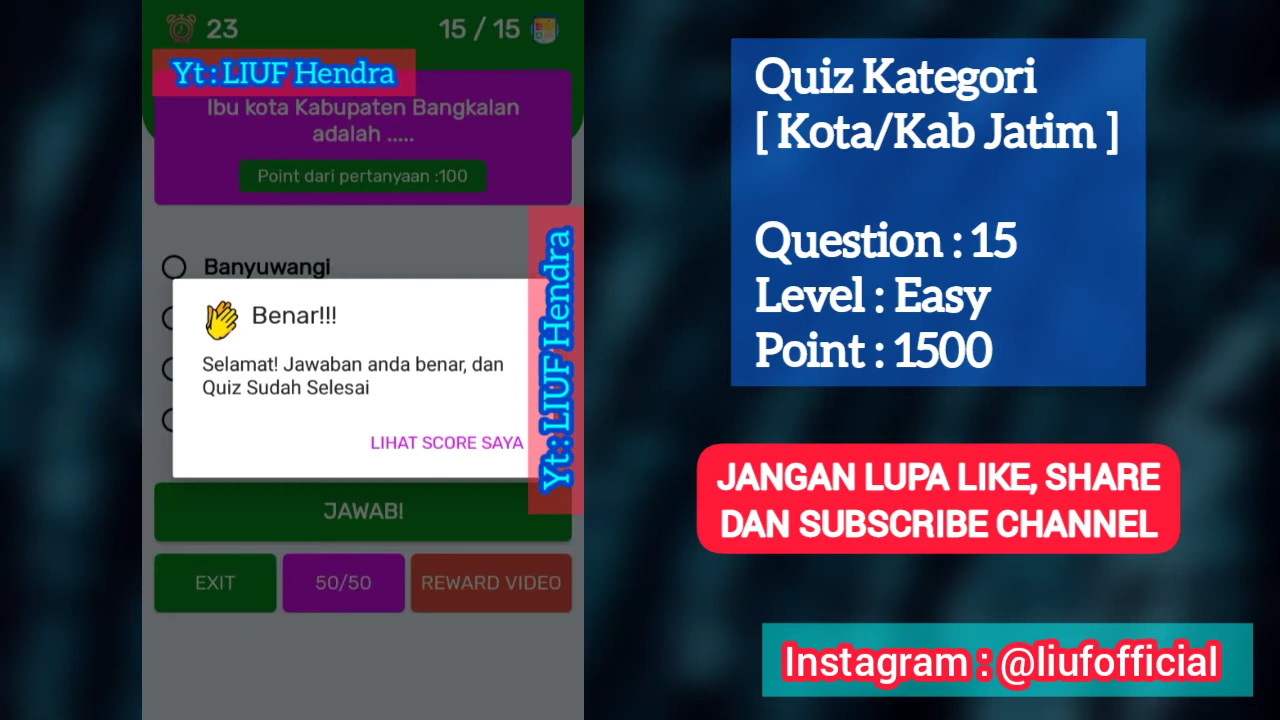 23
15 / 15
Yt : LIUF Hendra
Ibu kota Kabupaten Bangkalan
adalah .....
Point dari pertanyaan :100
Banyuwangi
Benar!!!
Selamat! Jawaban anda benar, dan
Quiz Sudah Selesai
LIHAT SCORE SAYA
Yt : LIUF Hendra
JAWAB!
EXIT
50/50
REWARD VIDEO
Quiz Kategori
[ Kota/Kab Jatim ]
Question : 15
Level : Easy
Point : 1500
JANGAN LUPA LIKE, SHARE
DAN SUBSCRIBE CHANNEL
Instagram : @liufofficial